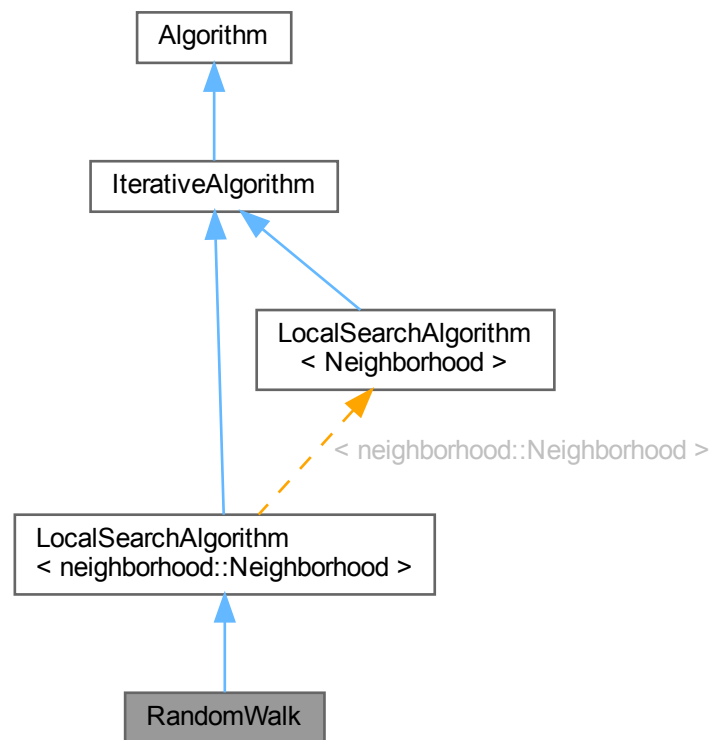 Algorithm
IterativeAlgorithm
LocalSearchAlgorithm
< Neighborhood >
< neighborhood::Neighborhood >
LocalSearchAlgorithm
< neighborhood::Neighborhood >
RandomWalk